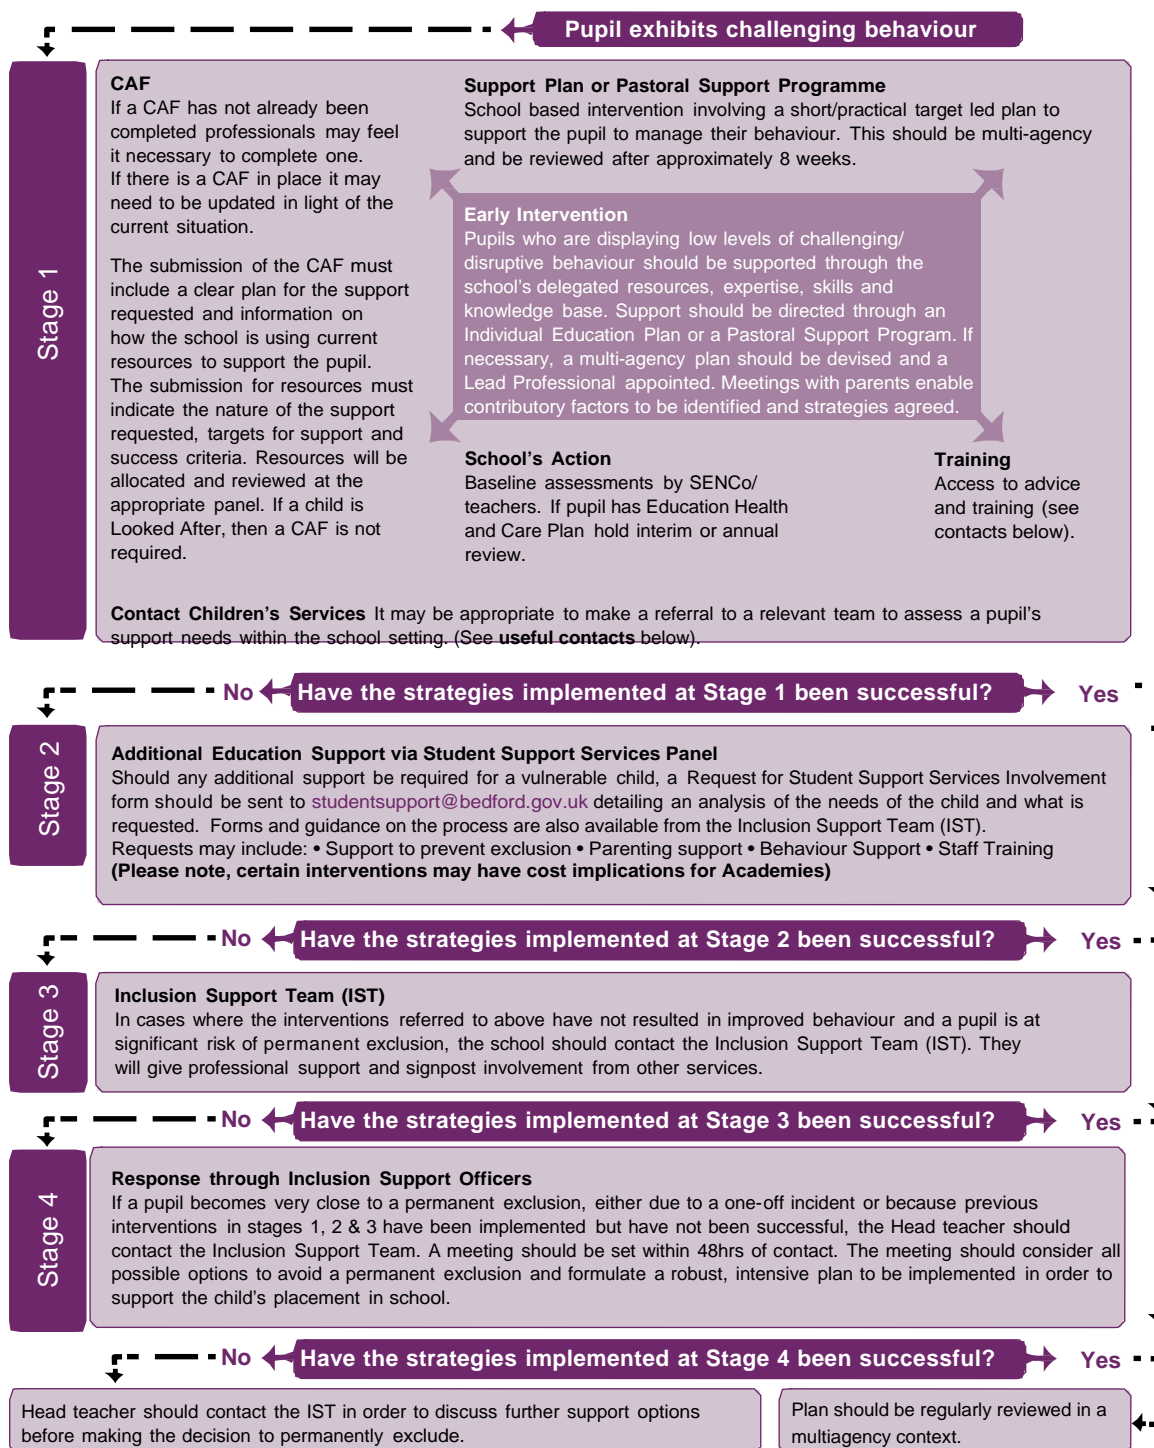 Pupil exhibits challenging behaviour
Stage 1
CAF
If a CAF has not already been
completed professionals may feel
it necessary to complete one.
If there is a CAF in place it may
need to be updated in light of the
current situation.
The submission of the CAF must
include a clear plan for the support
requested and information on
how the school is using current
resources to support the pupil.
The submission for resources must
indicate the nature of the support
requested, targets for support and
success criteria. Resources will be
allocated and reviewed at the
appropriate panel. If a child is
Looked After, then a CAF is not
required.
Support Plan or Pastoral Support Programme
School based intervention involving a short/practical target led plan to
support the pupil to manage their behaviour. This should be multi-agency
and be reviewed after approximately 8 weeks.
Early Intervention
Pupils who are displaying low levels of challenging/
disruptive behaviour should be supported through the
school's delegated resources, expertise, skills and
knowledge base. Support should be directed through an
Individual Education Plan or a Pastoral Support Program. If
necessary, a multi-agency plan should be devised and a
Lead Professional appointed. Meetings with parents enable
contributory factors to be identified and strategies agreed.
School's Action
Baseline assessments by SENCo/
teachers. If pupil has Education Health
and Care Plan hold interim or annual
review.
Training
Access to advice
and training (see
contacts below).
Contact Children's Services It may be appropriate to make a referral to a relevant team to assess a pupil's
support needs within the school setting. (See useful contacts below).
No Have the strategies implemented at Stage 1 been successful? Yes
Stage 2
Additional Education Support via Student Support Services Panel
Should any additional support be required for a vulnerable child, a Request for Student Support Services Involvement
form should be sent to studentsupport@bedford.gov.uk detailing an analysis of the needs of the child and what is
requested. Forms and guidance on the process are also available from the Inclusion Support Team (IST).
Requests may include: • Support to prevent exclusion • Parenting support • Behaviour Support • Staff Training
(Please note, certain interventions may have cost implications for Academies)
No Have the strategies implemented at Stage 2 been successful? Yes
Stage 3
Inclusion Support Team (IST)
In cases where the interventions referred to above have not resulted in improved behaviour and a pupil is at
significant risk of permanent exclusion, the school should contact the Inclusion Support Team (IST). They
will give professional support and signpost involvement from other services.
No Have the strategies implemented at Stage 3 been successful? Yes
Stage 4
Response through Inclusion Support Officers
If a pupil becomes very close to a permanent exclusion, either due to a one-off incident or because previous
interventions in stages 1, 2 & 3 have been implemented but have not been successful, the Head teacher should
contact the Inclusion Support Team. A meeting should be set within 48hrs of contact. The meeting should consider all
possible options to avoid a permanent exclusion and formulate a robust, intensive plan to be implemented in order to
support the child's placement in school.
No Have the strategies implemented at Stage 4 been successful? Yes
Head teacher should contact the IST in order to discuss further support options
before making the decision to permanently exclude.
Plan should be regularly reviewed in a
multiagency context.